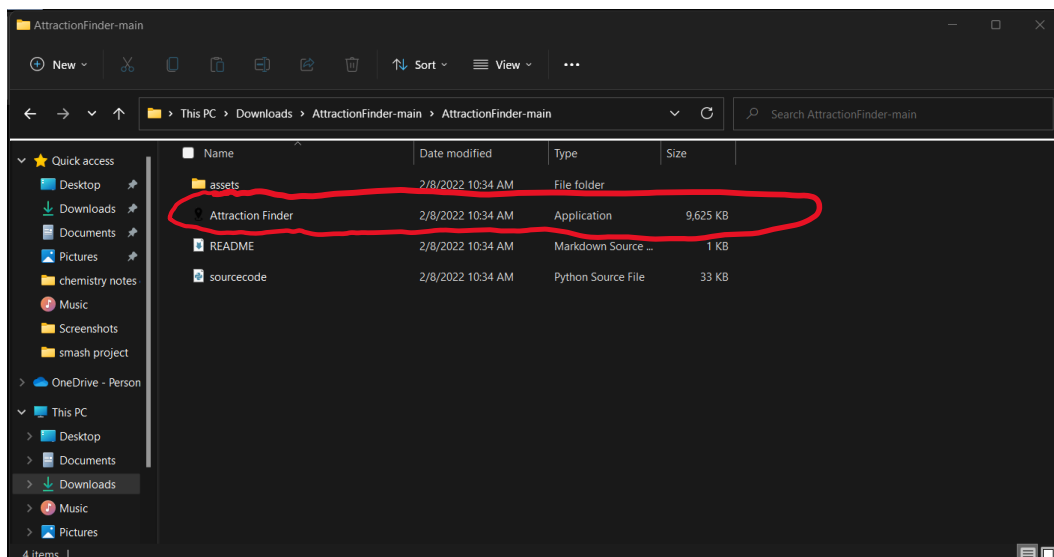 AttractionFinder-main
New
Sort
View
This PC > Downloads > AttractionFinder-main > AttractionFinder-main
Search AttractionFinder-main
Quick access
Desktop
Downloads
Documents
Pictures
chemistry notes
Music
Screenshots
smash project
OneDrive - Person
This PC
Desktop
Documents
Downloads
Music
Pictures
Name Date modified Type Size
assets 2/8/2022 10:34 AM File folder
Attraction Finder 2/8/2022 10:34 AM Application 9,625 KB
README 2/8/2022 10:34 AM Markdown Source ... 1 KB
sourcecode 2/8/2022 10:34 AM Python Source File 33 KB
4 items